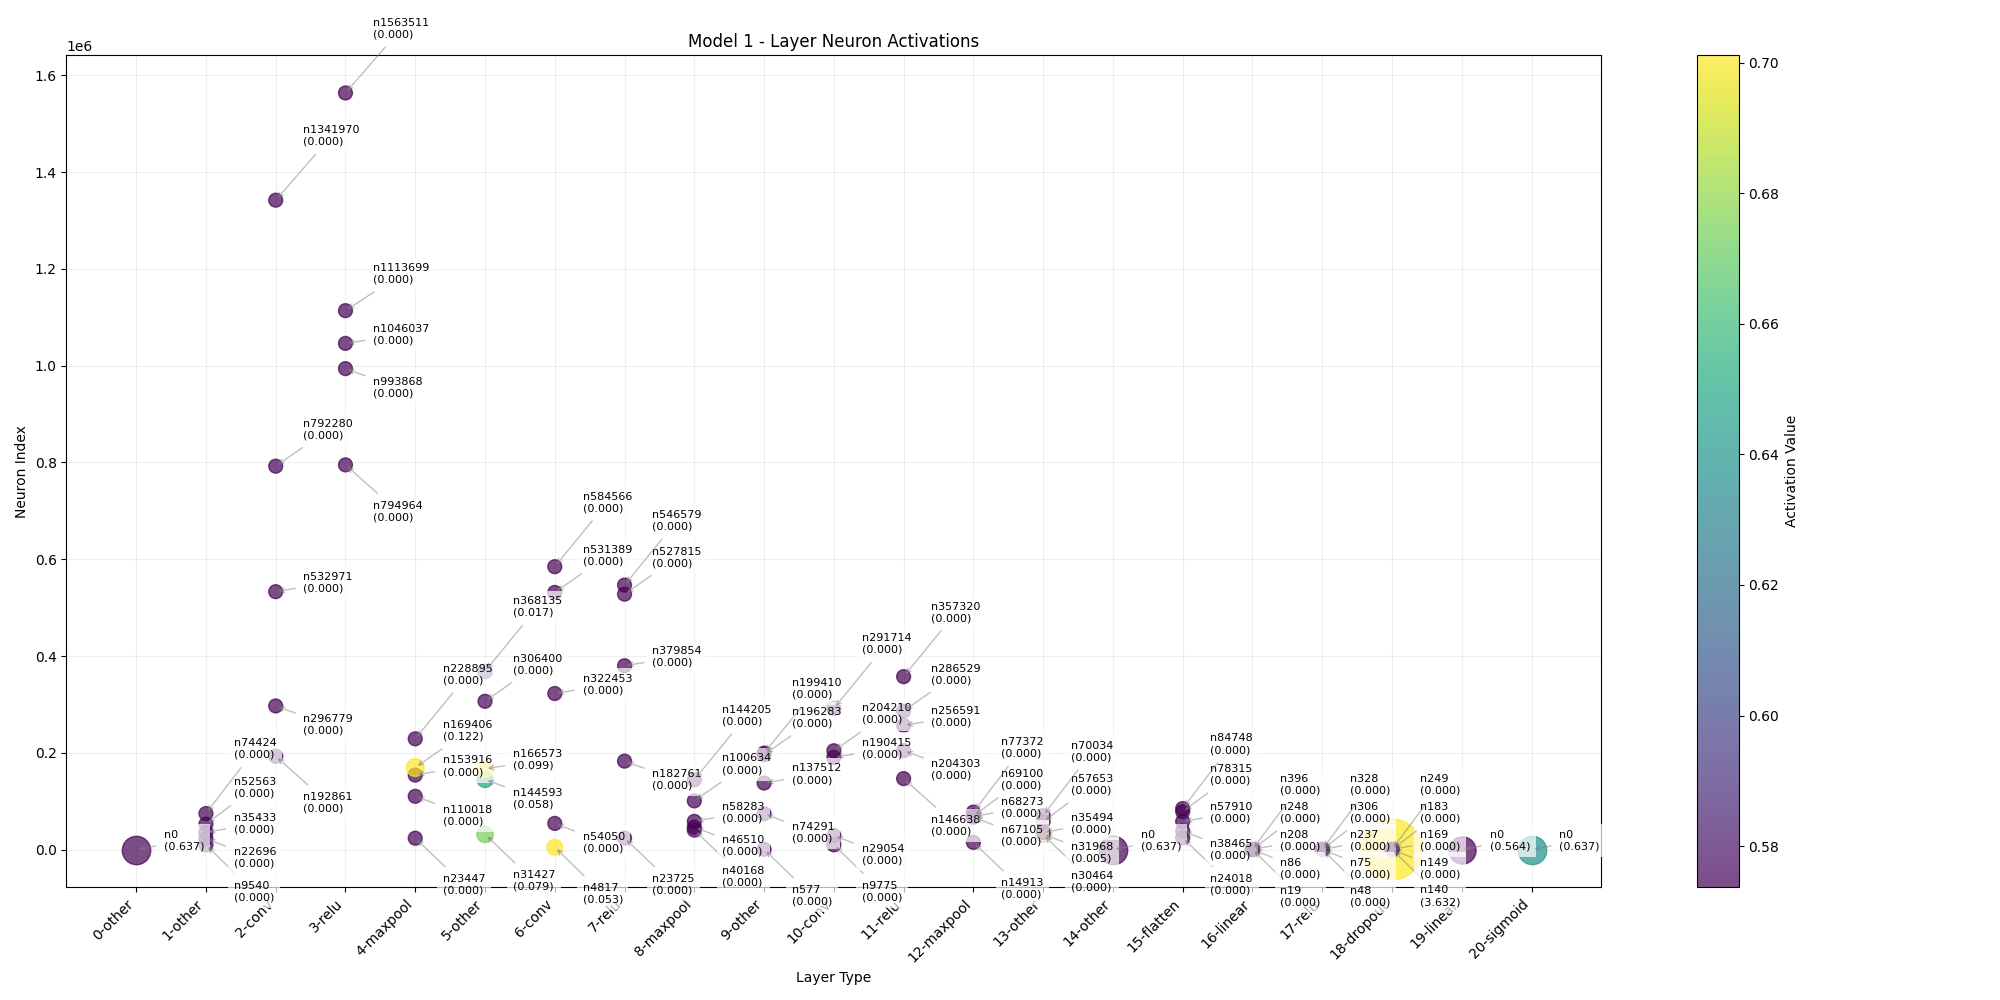 Model 1 - Layer Neuron Activations
1e6
Neuron Index
1.6
1.4
1.2
1.0
0.8
0.6
0.4
0.2
0.0
n0
(0.637)
n74424
(0.000)
n52563
(0.000)
n35433
(0.000)
n22696
(0.000)
n9540
(0.000)
n1341970
(0.000)
n792280
(0.000)
n532971
(0.000)
n296779
(0.000)
n192861
(0.000)
n1563511
(0.000)
n1113699
(0.000)
n1046037
(0.000)
n993868
(0.000)
n794964
(0.000)
n228895
(0.000)
n169406
(0.122)
n153916
(0.000)
n110018
(0.000)
n23447
(0.000)
n368135
(0.017)
n306400
(0.000)
n166573
(0.099)
n144593
(0.058)
n31427
(0.079)
n584566
(0.000)
n531389
(0.000)
n322453
(0.000)
n54050
(0.000)
n4817
(0.053)
n546579
(0.000)
n527815
(0.000)
n379854
(0.000)
n182761
(0.000)
n23725
(0.000)
n144205
(0.000)
n100634
(0.000)
n58283
(0.000)
n46510
(0.000)
n40168
(0.000)
n199410
(0.000)
n196283
(0.000)
n137512
(0.000)
n74291
(0.000)
n577
(0.000)
n291714
(0.000)
n204210
(0.000)
n190415
(0.000)
n29054
(0.000)
n9775
(0.000)
n357320
(0.000)
n286529
(0.000)
n256591
(0.000)
n204303
(0.000)
n146638
(0.000)
n77372
(0.000)
n69100
(0.000)
n68273
(0.000)
n67105
(0.000)
n14913
(0.000)
n70034
(0.000)
n57653
(0.000)
n35494
(0.000)
n31968
(0.005)
n30464
(0.000)
n0
(0.637)
n84748
(0.000)
n78315
(0.000)
n57910
(0.000)
n38465
(0.000)
n24018
(0.000)
n396
(0.000)
n248
(0.000)
n208
(0.000)
n86
(0.000)
n19
(0.000)
n328
(0.000)
n306
(0.000)
n237
(0.000)
n75
(0.000)
n48
(0.000)
n249
(0.000)
n183
(0.000)
n169
(0.000)
n149
(0.000)
n140
(3.632)
n0
(0.564)
n0
(0.637)
0-other
1-other
2-conv
3-relu
4-maxpool
5-other
6-conv
7-relu
8-maxpool
9-other
10-conv
11-relu
12-maxpool
13-other
14-other
15-flatten
16-linear
17-relu
18-dropout
19-linear
20-sigmoid
Layer Type
0.70
0.68
0.66
0.64
0.62
0.60
0.58
Activation Value